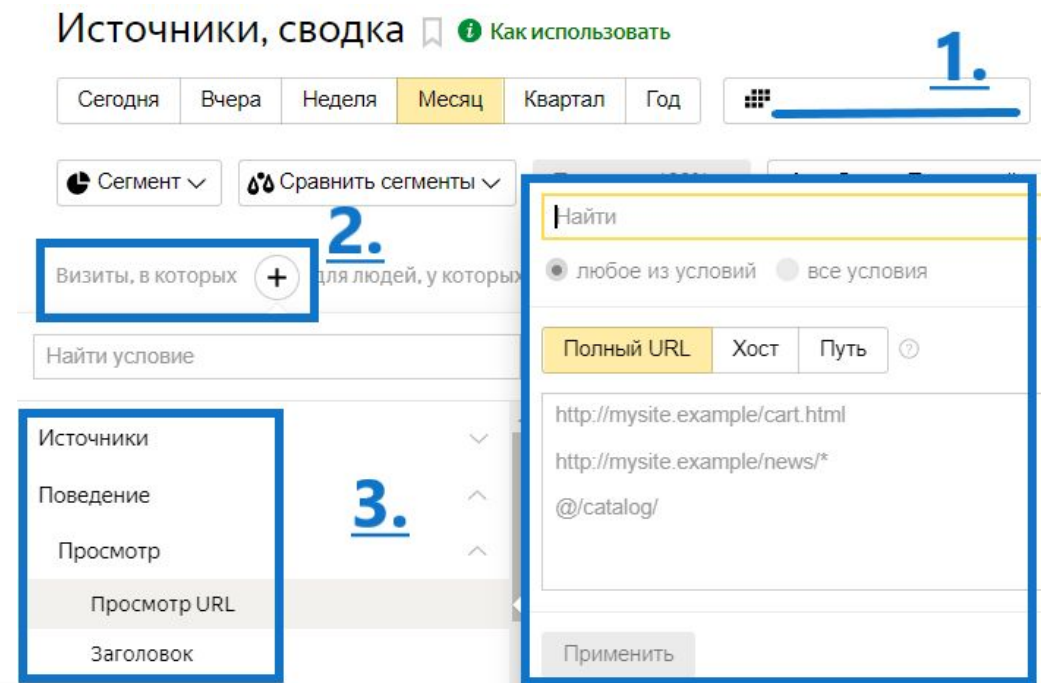 Источники, сводка Как использовать
1.
Сегодня Вчера Неделя Месяц Квартал Год
Сегмент Сравнить сегменты
2.
Визиты, в которых + для людей, у которых
Найти
любое из условий все условия
Найти условие
Полный URL Хост Путь ?
http://mysite.example/cart.html
http://mysite.example/news/*
@/catalog/
Источники
Поведение
3.
Просмотр
Просмотр URL
Заголовок
Применить